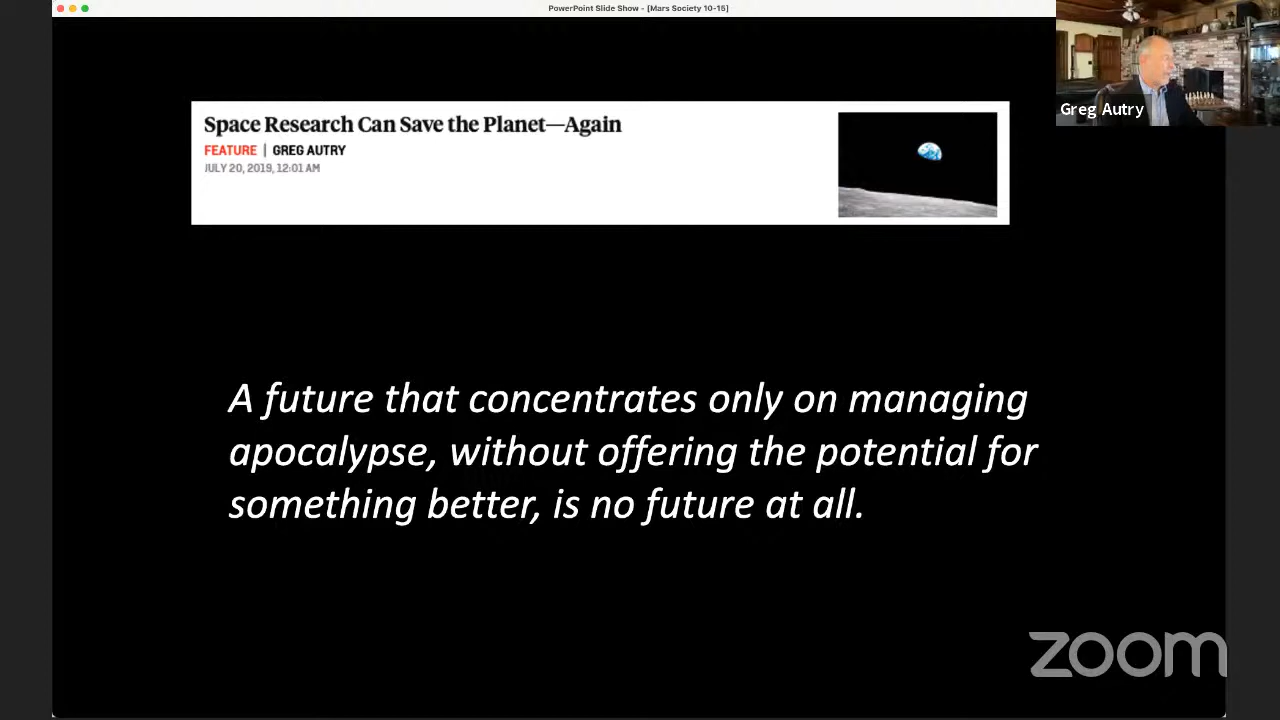 PowerPoint Slide Show - [Mars Society 10-15]
Greg Autry
Space Research Can Save the Planet—Again
FEATURE | GREG AUTRY
JULY 20, 2019, 12:01 AM
A future that concentrates only on managing
apocalypse, without offering the potential for
something better, is no future at all.
zoom